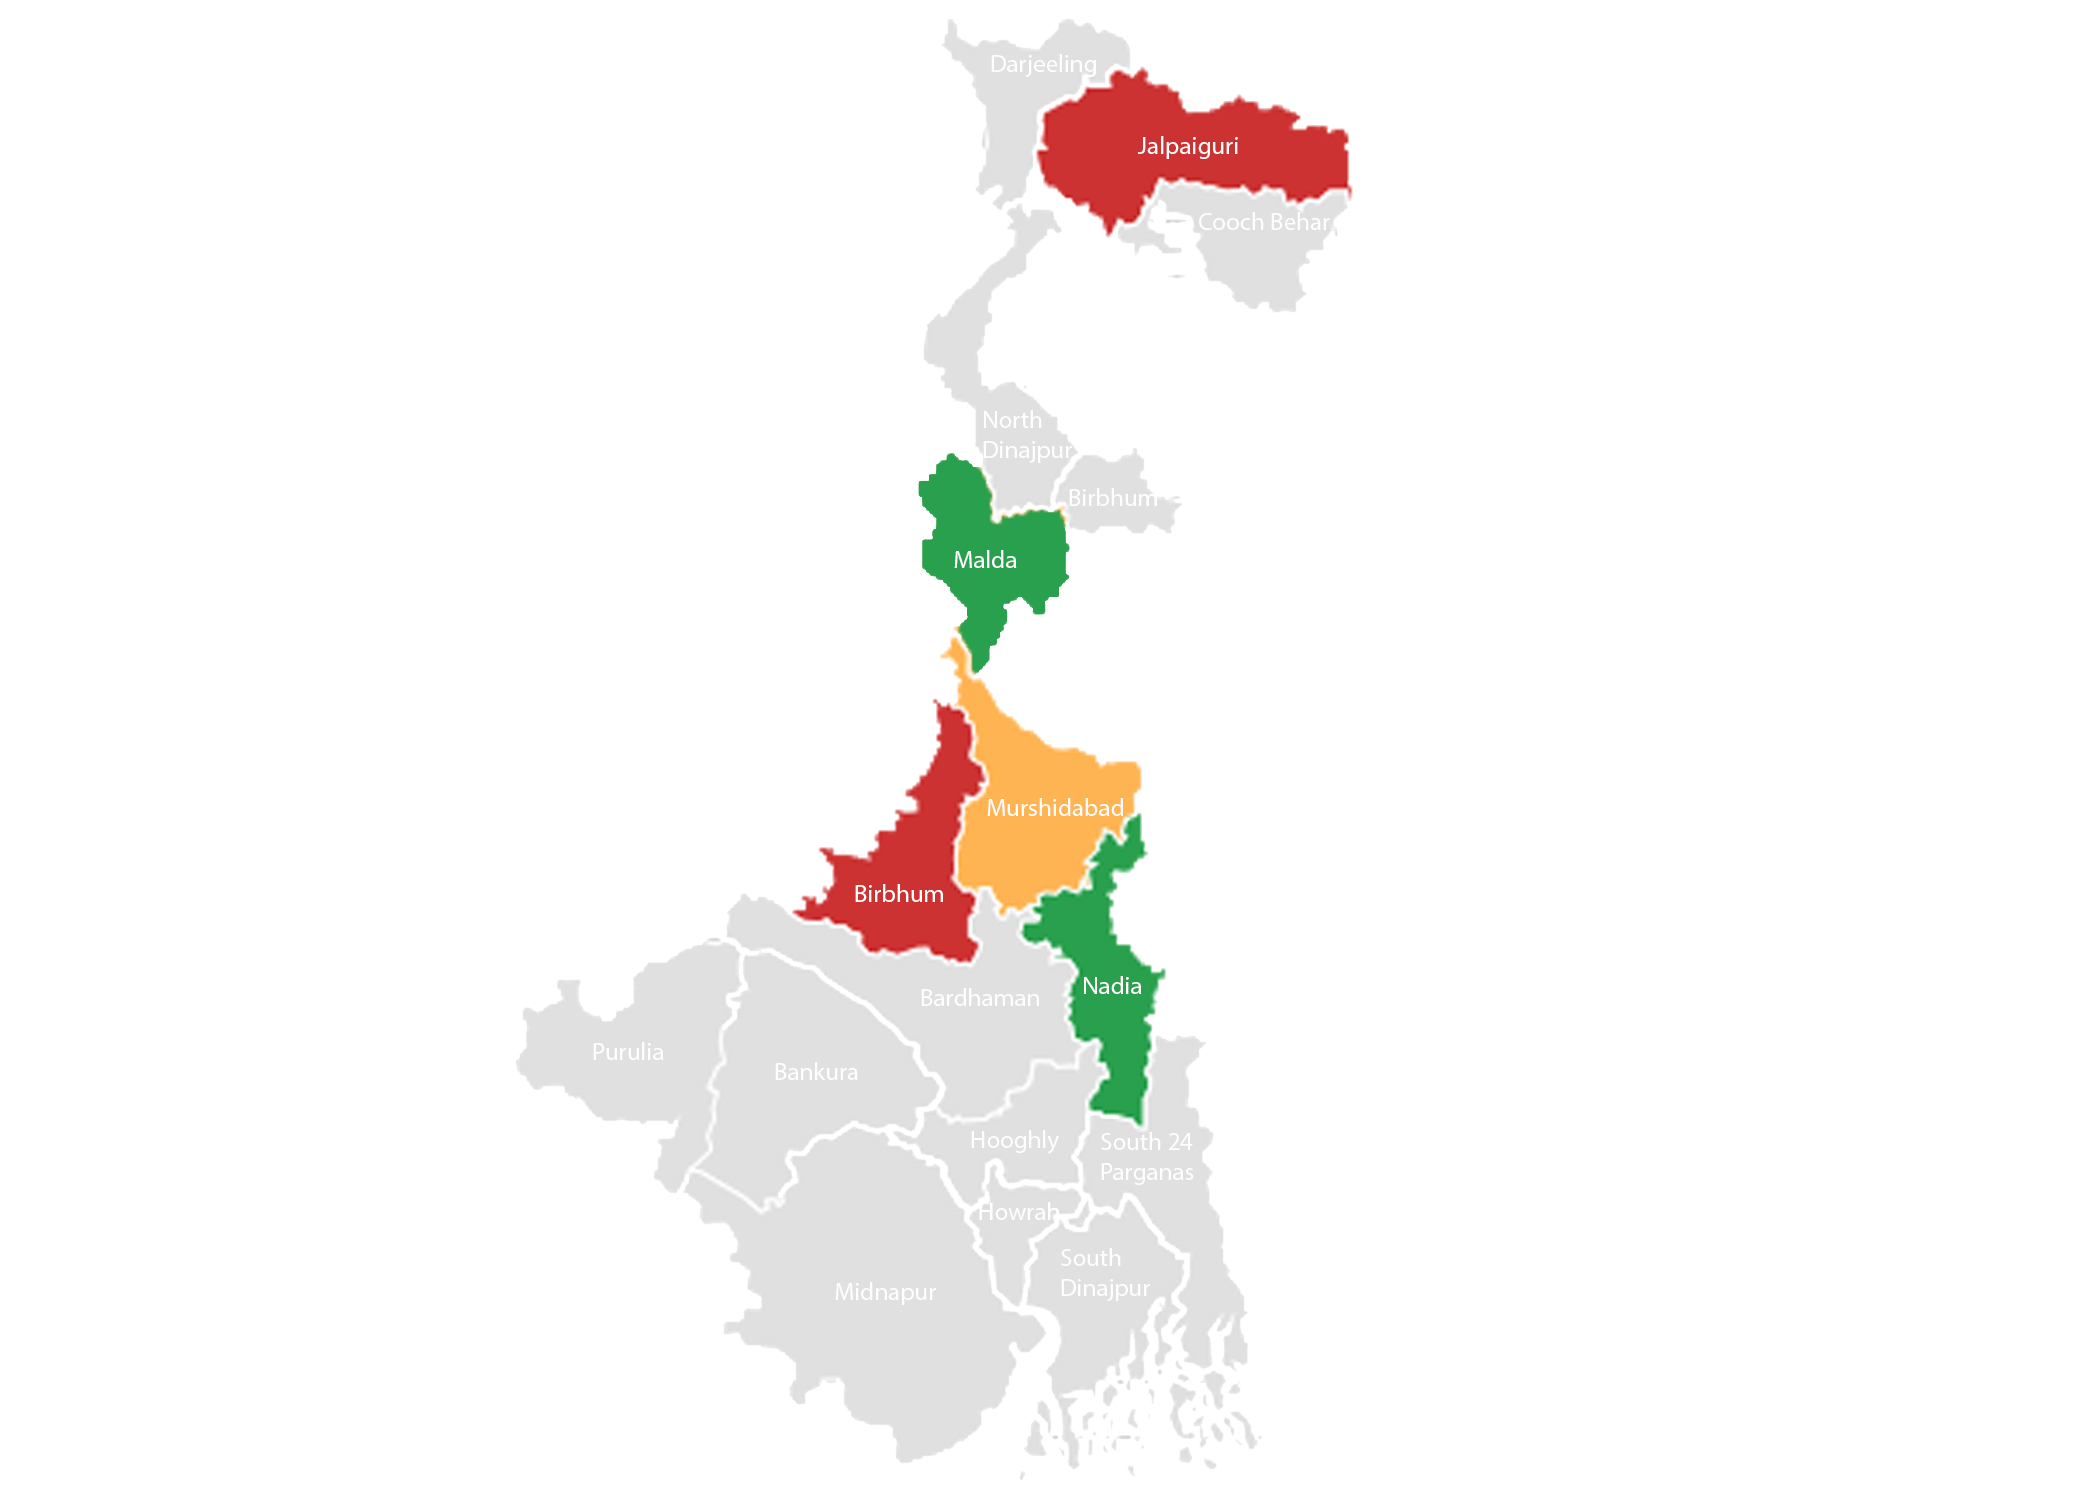 Darjeeling
Jalpaiguri
Cooch Behar
North
Dinajpur
Birbhum
Malda
Murshidabad
Birbhum
Nadia
Bardhaman
Purulia
Bankura
Hooghly
South 24
Parganas
Howrah
South
Dinajpur
Midnapur